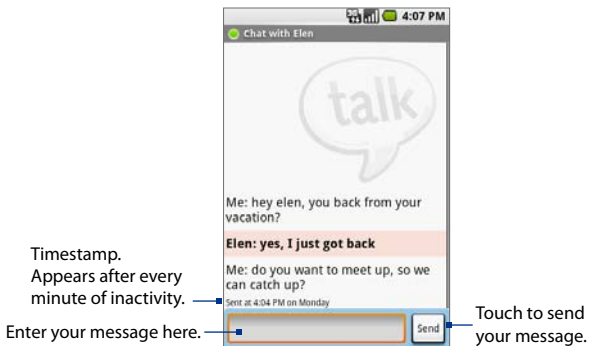 4:07 PM
Chat with Elen
talk
Me: hey elen, you back from your
vacation?
Elen: yes, I just got back
Me: do you want to meet up, so we
can catch up?
Sent at 4:04 PM on Monday
Send
Timestamp.
Appears after every
minute of inactivity.
Enter your message here.
Touch to send
your message.